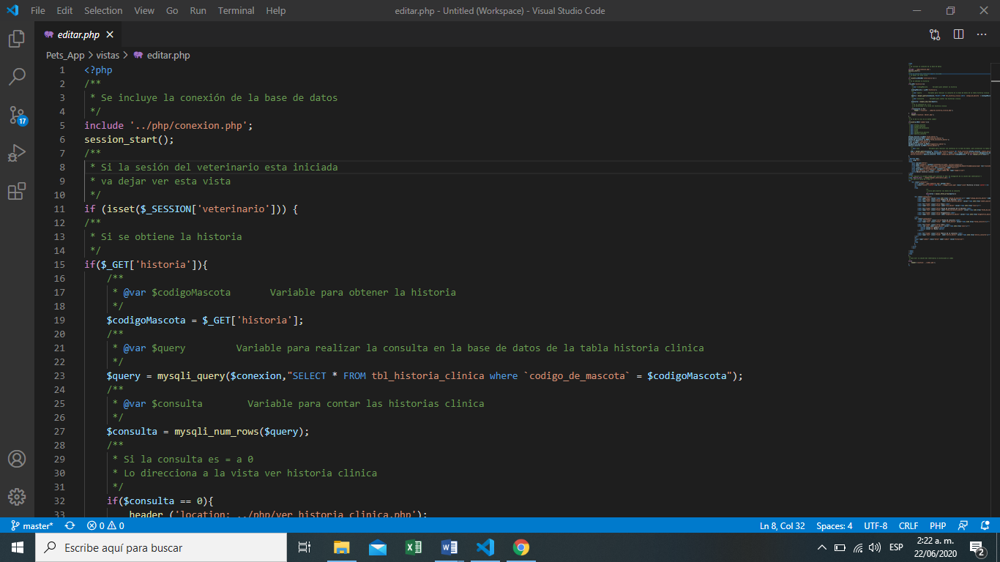 File Edit Selection View Go Run Terminal Help
editar.php - Untitled (Workspace) - Visual Studio Code
editar.php
Pets_App > vistas > editar.php
1 <?php
2 /**
3 * Se incluye la conexión de la base de datos
4 */
5 include '../php/conexion.php';
6 session_start();
7 /**
8 * Si la sesión del veterinario esta iniciada
9 * va dejar ver esta vista
10 */
11 if (isset($_SESSION['veterinario'])) {
12 /**
13 * Si se obtiene la historia
14 */
15 if($_GET['historia']){
16 /**
17 * @var $codigoMascota Variable para obtener la historia
18 */
19 $codigoMascota = $_GET['historia'];
20 /**
21 * @var $query Variable para realizar la consulta en la base de datos de la tabla historia clinica
22 */
23 $query = mysqli_query($conexion,"SELECT * FROM tbl_historia_clinica where `codigo_de_mascota` = $codigoMascota");
24 /**
25 * @var $consulta Variable para contar las historias clinica
26 */
27 $consulta = mysqli_num_rows($query);
28 /**
29 * Si la consulta es = a 0
30 * Lo direcciona a la vista ver historia clinica
31 */
32 if($consulta == 0){
33 header ('location: ../php/ver_historia_clinica.php');
17
master* 0 0
Ln 8, Col 32 Spaces: 4 UTF-8 CRLF PHP
Escribe aquí para buscar
ESP
2:22 a. m.
22/06/2020
2